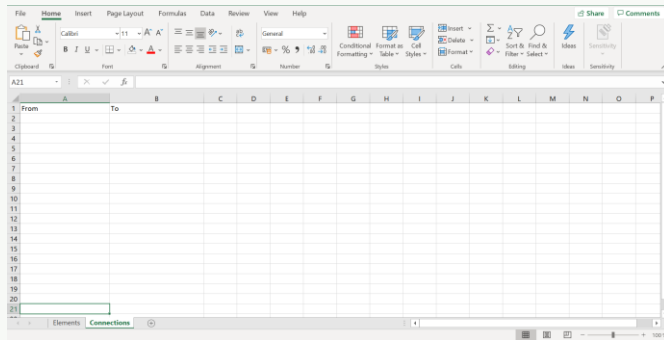 File Home Insert Page Layout Formulas Data Review View Help Share Comments
Calibri 11 A A General Insert
Paste Delete
B I U A % 9 Conditional Format as Cell Format Sort & Find & Ideas Sensitivity
Formatting Table Styles Filter Select
Clipboard Font Alignment Number Styles Cells Editing Ideas Sensitivity
A21 fx
A B C D E F G H I J K L M N O P
1 From To
2
3
4
5
6
7
8
9
10
11
12
13
14
15
16
17
18
19
20
21
Elements Connections